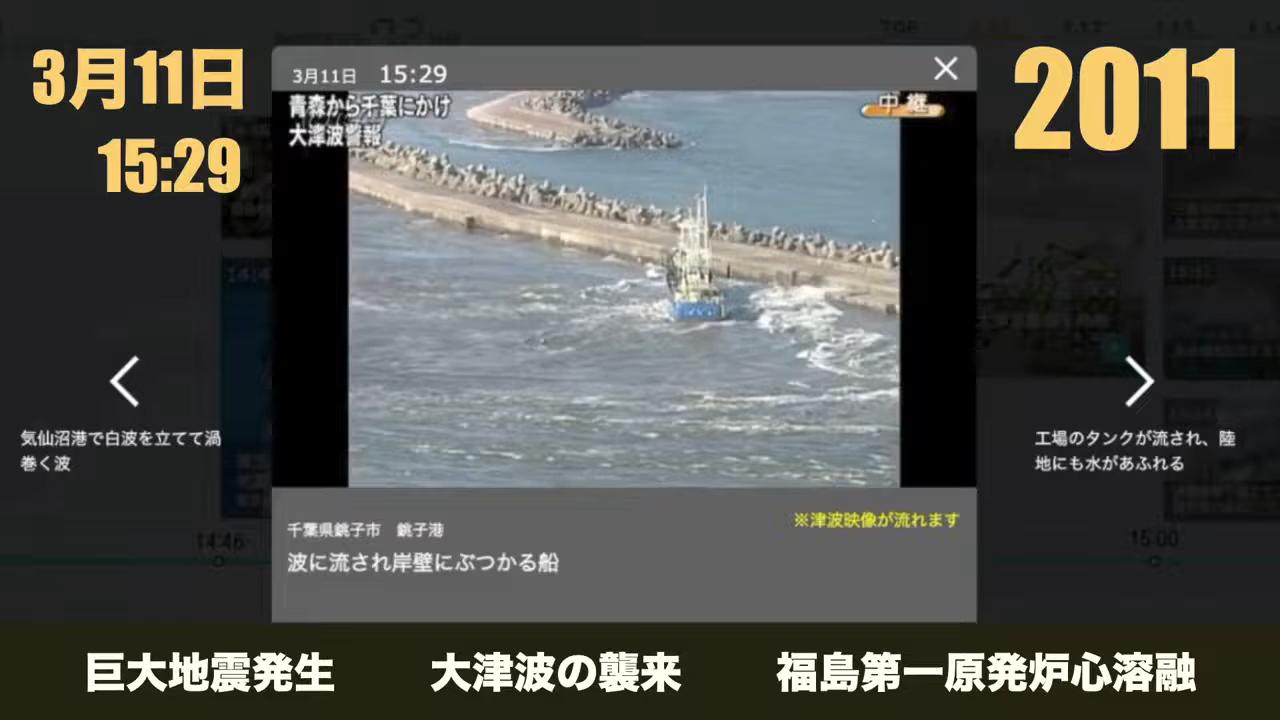 3月11日
15:29
2011
3月11日 15:29
青森から千葉にかけ
大津波警報
中継
気仙沼港で白波を立てて渦
巻く波
工場のタンクが流され、陸
地にも水があふれる
※津波映像が流れます
千葉県銚子市 銚子港
波に流され岸壁にぶつかる船
14:46
15:00
巨大地震発生 大津波の襲来 福島第一原発炉心溶融